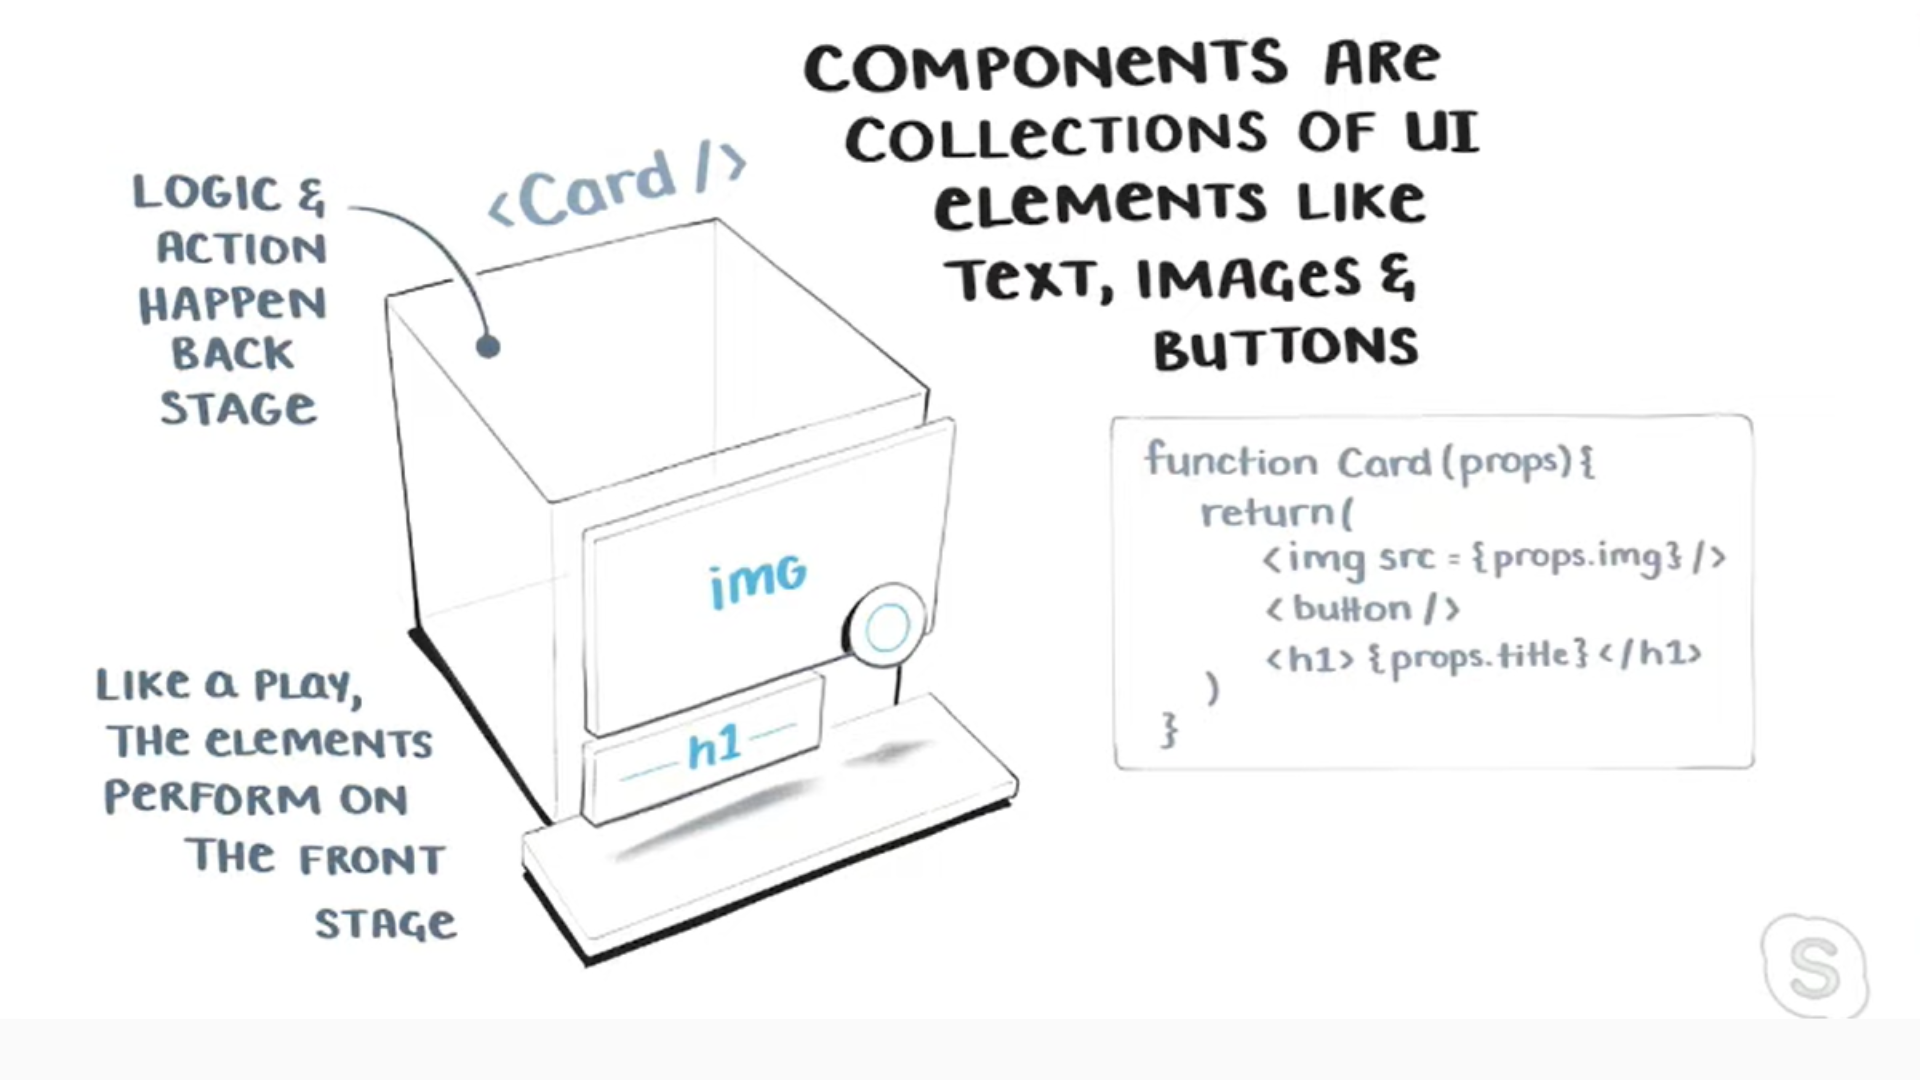 COMPONENTS ARE
COLLECTIONS OF UI
ELEMENTS LIKE
TEXT, IMAGES &
BUTTONS
<Card />
LOGIC &
ACTION
HAPPEN
BACK
STAGE
img
h1
LIKE A PLAY,
THE ELEMENTS
PERFORM ON
THE FRONT
STAGE
function Card (props) {
return (
<img src = {props.img} />
< button />
<h1> {props.title} </h1>
)
}
S